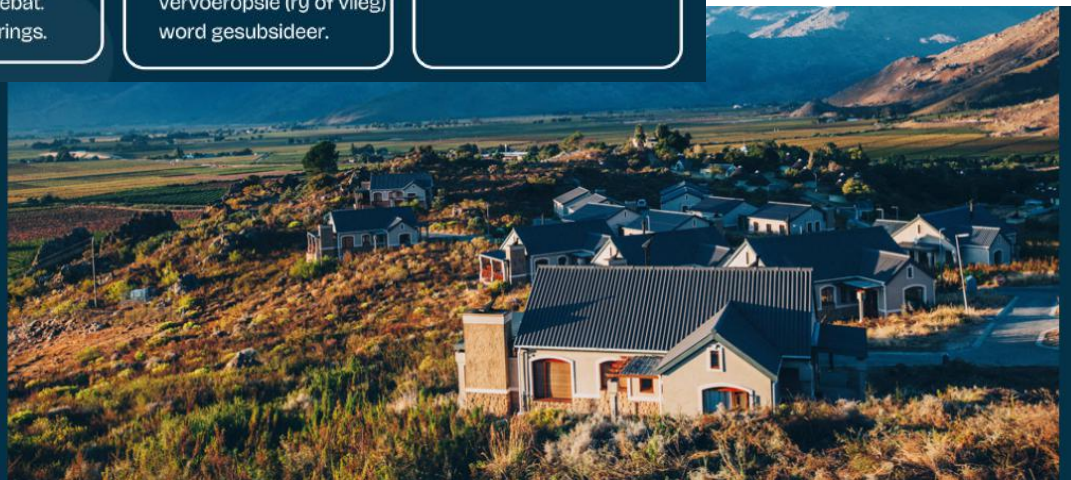 ebat.
rings.
vervoeropsie (ry of vlieg)
word gesubsideer.